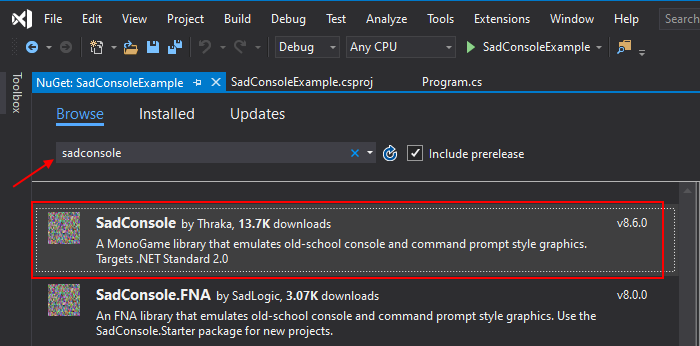 File Edit View Project Build Debug Test Analyze Tools Extensions Window Help Search
Debug Any CPU SadConsoleExample
Toolbox
NuGet: SadConsoleExample SadConsoleExample.csproj Program.cs
Browse Installed Updates
sadconsole Include prerelease
SadConsole by Thraka, 13.7K downloads v8.6.0
A MonoGame library that emulates old-school console and command prompt style graphics.
Targets .NET Standard 2.0
SadConsole.FNA by SadLogic, 3.07K downloads v8.0.0
An FNA library that emulates old-school console and command prompt style graphics. Use the
SadConsole.Starter package for new projects.